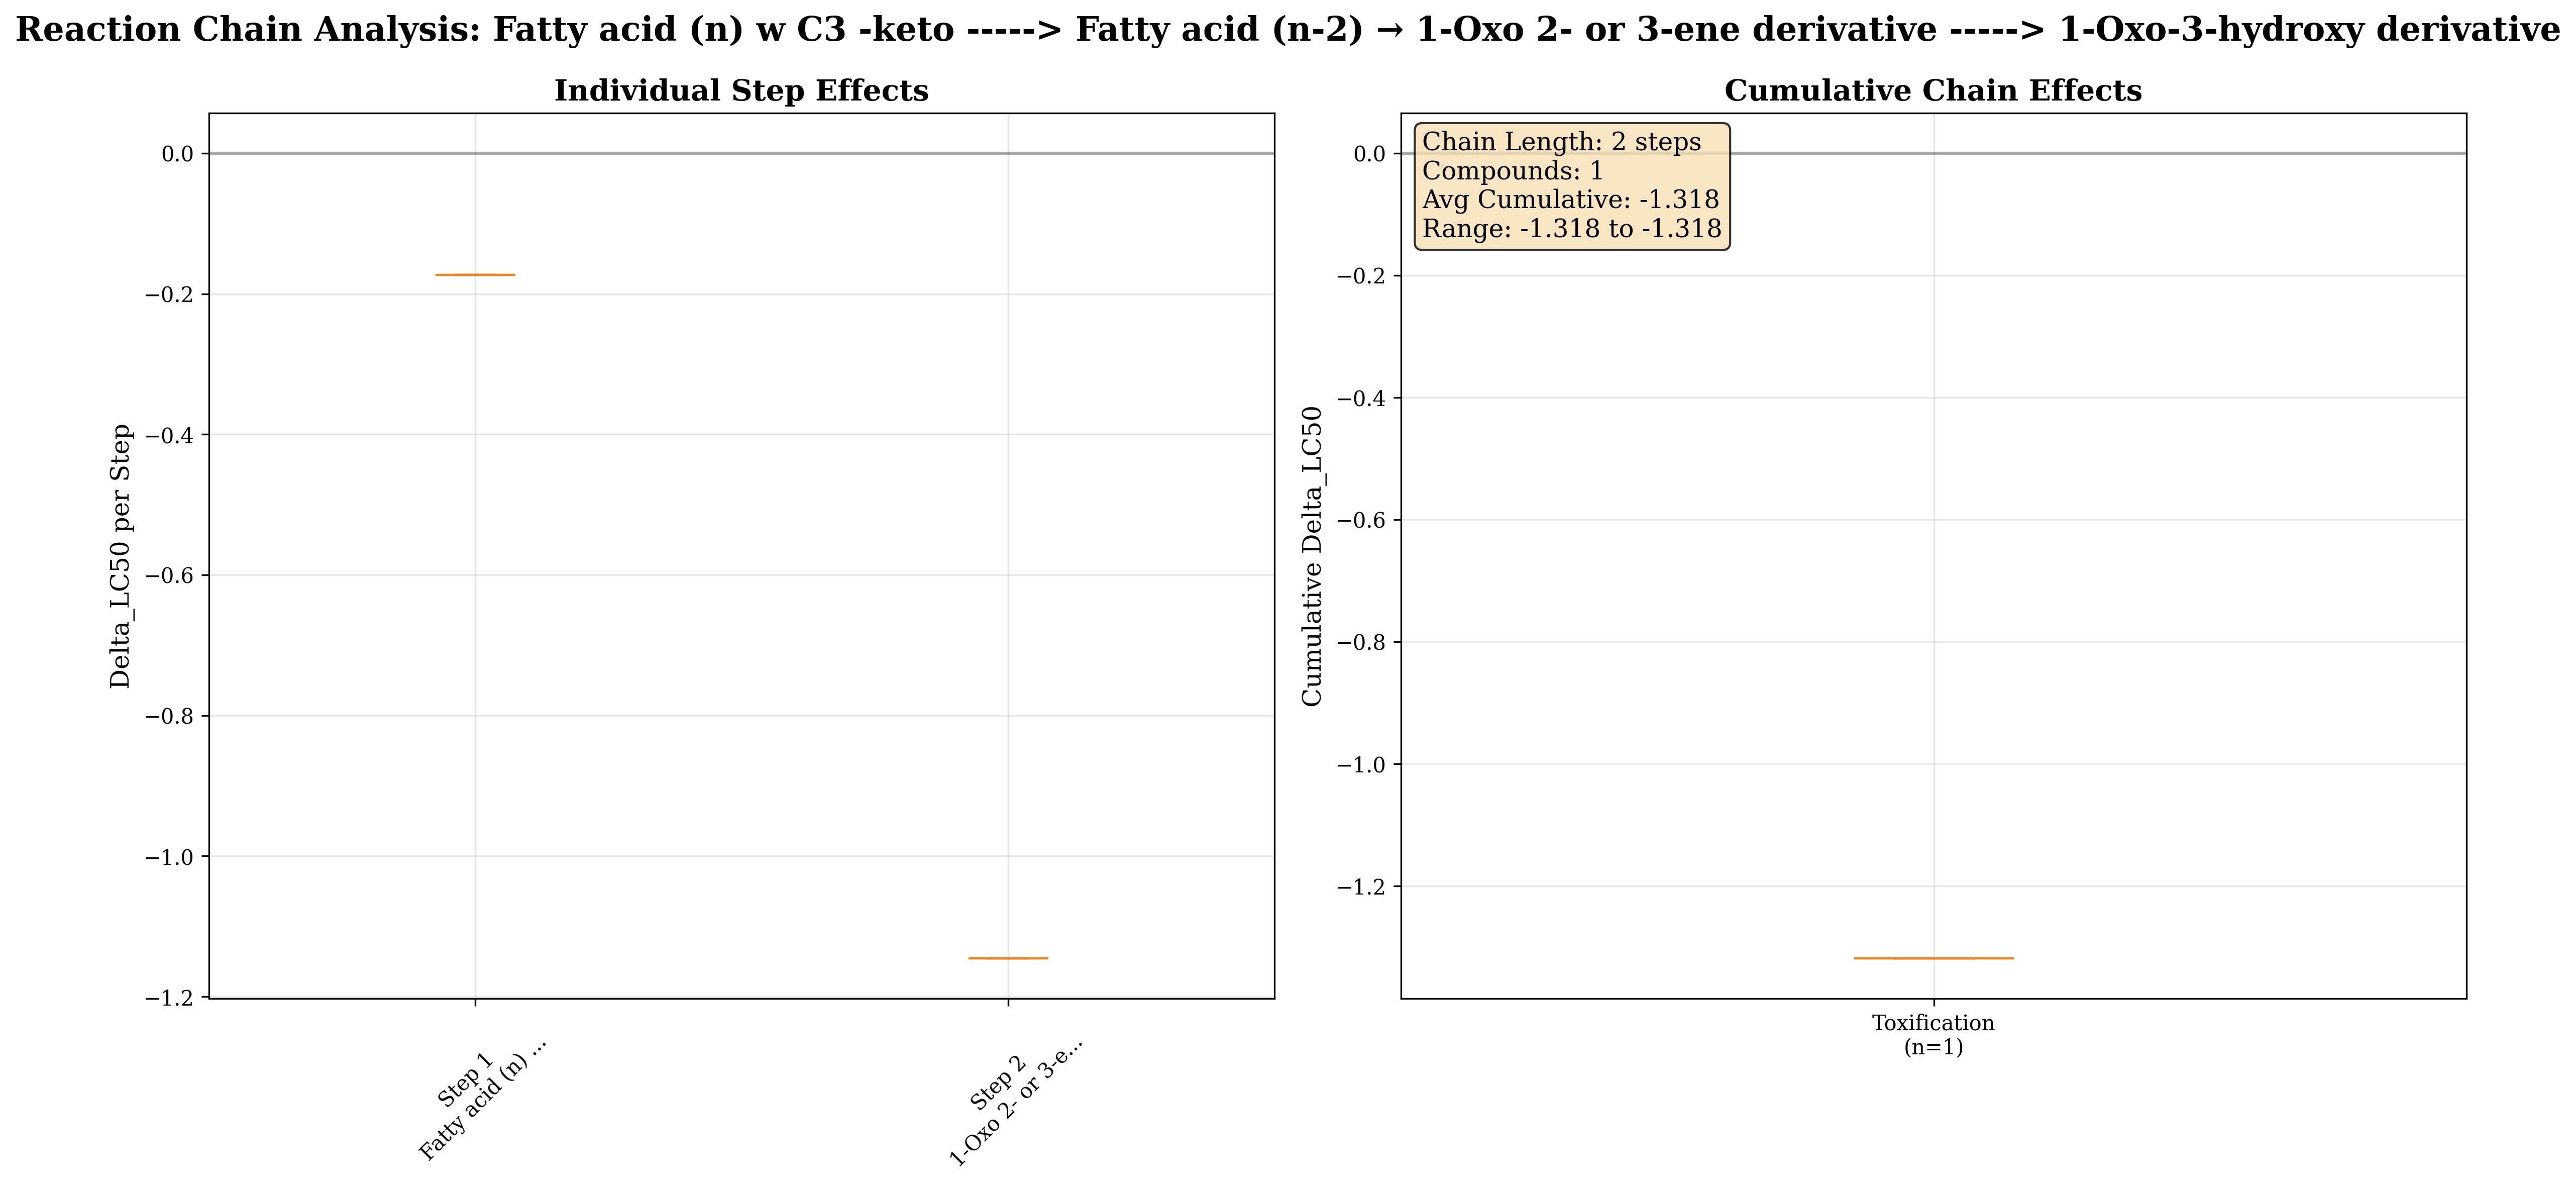 Reaction Chain Analysis: Fatty acid (n) w C3 -keto -----> Fatty acid (n-2) → 1-Oxo 2- or 3-ene derivative -----> 1-Oxo-3-hydroxy derivative
Individual Step Effects
Delta_LC50 per Step
0.0
−0.2
−0.4
−0.6
−0.8
−1.0
−1.2
Step 1
Fatty acid (n) ...
Step 2
1-Oxo 2- or 3-e...
Cumulative Chain Effects
Chain Length: 2 steps
Compounds: 1
Avg Cumulative: -1.318
Range: -1.318 to -1.318
Cumulative Delta_LC50
0.0
−0.2
−0.4
−0.6
−0.8
−1.0
−1.2
Toxification
(n=1)